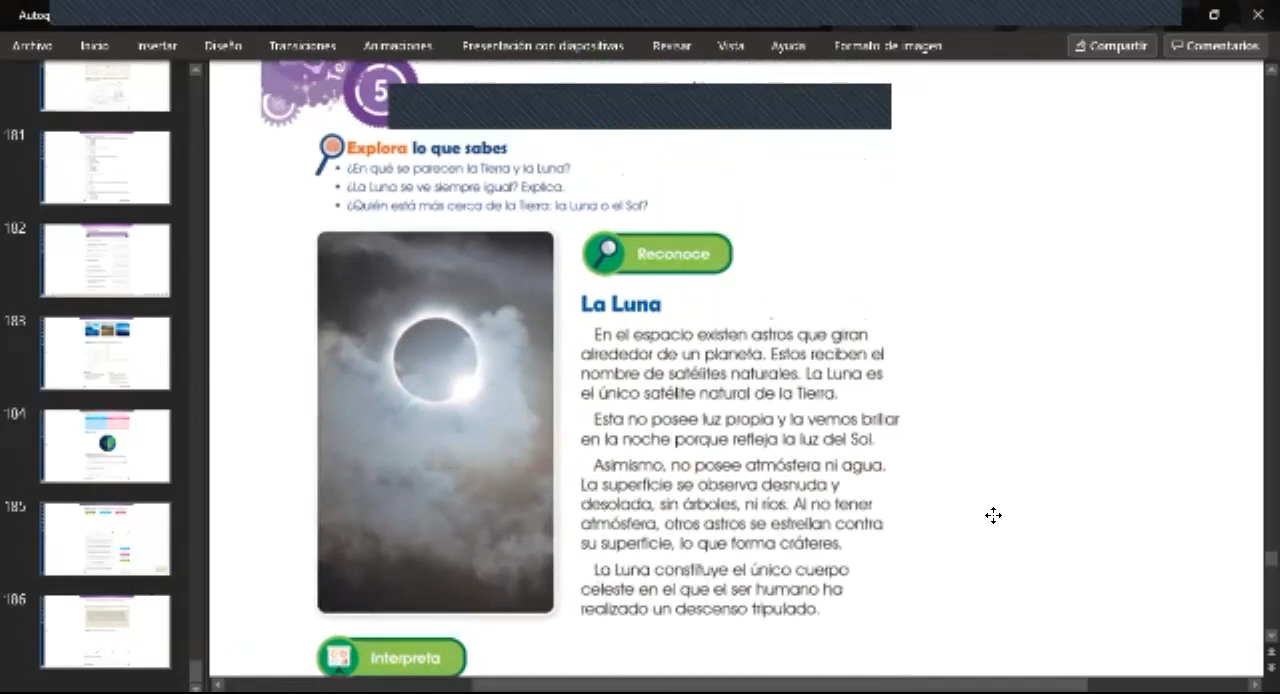 Autoq
Archivo Inicio Insertar Diseño Transiciones Animaciones Presentación con diapositivas Revisar Vista Ayuda Formato de imagen Compartir Comentarios
181
182
183
184
185
186
5
Explora lo que sabes
• ¿En qué se parecen la Tierra y la Luna?
• ¿La Luna se ve siempre igual? Explica.
• ¿Quién está más cerca de la Tierra: la Luna o el Sol?
Reconoce
La Luna
En el espacio existen astros que giran
alrededor de un planeta. Estos reciben el
nombre de satélites naturales. La Luna es
el único satélite natural de la Tierra.
Esta no posee luz propia y la vemos brillar
en la noche porque refleja la luz del Sol.
Asimismo, no posee atmósfera ni agua.
La superficie se observa desnuda y
desolada, sin árboles, ni ríos. Al no tener
atmósfera, otros astros se estrellan contra
su superficie, lo que forma cráteres.
La Luna constituye el único cuerpo
celeste en el que el ser humano ha
realizado un descenso tripulado.
Interpreta